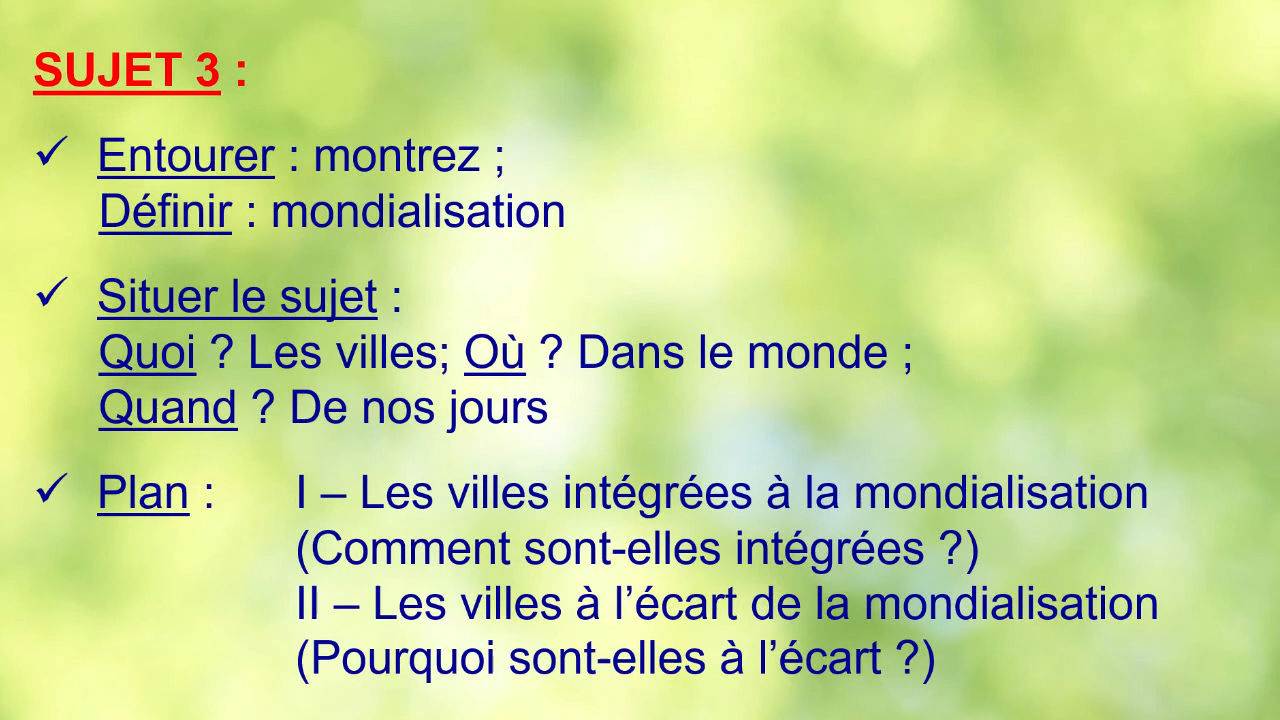 SUJET 3 :
✓ Entourer : montrez ;
Définir : mondialisation
✓ Situer le sujet :
Quoi ? Les villes; Où ? Dans le monde ;
Quand ? De nos jours
✓ Plan : I – Les villes intégrées à la mondialisation
(Comment sont-elles intégrées ?)
II – Les villes à l’écart de la mondialisation
(Pourquoi sont-elles à l’écart ?)